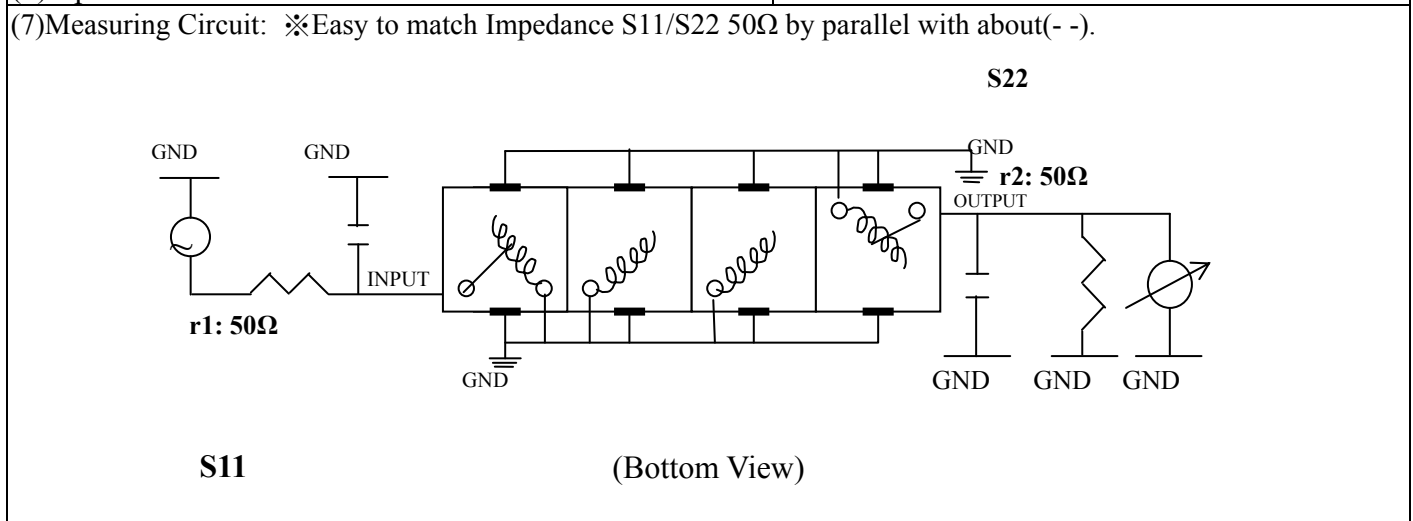 (7)Measuring Circuit: ※Easy to match Impedance S11/S22 50Ω by parallel with about(- -).
S22
GND
GND
GND
r2: 50Ω
OUTPUT
INPUT
r1: 50Ω
GND
GND
GND
GND
S11
(Bottom View)